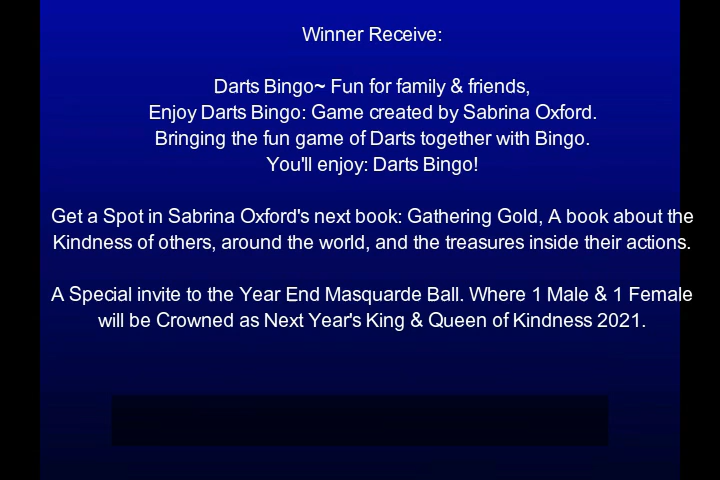 Winner Receive:
Darts Bingo~ Fun for family & friends,
Enjoy Darts Bingo: Game created by Sabrina Oxford.
Bringing the fun game of Darts together with Bingo.
You'll enjoy: Darts Bingo!
Get a Spot in Sabrina Oxford's next book: Gathering Gold, A book about the
Kindness of others, around the world, and the treasures inside their actions.
A Special invite to the Year End Masquarde Ball. Where 1 Male & 1 Female
will be Crowned as Next Year's King & Queen of Kindness 2021.